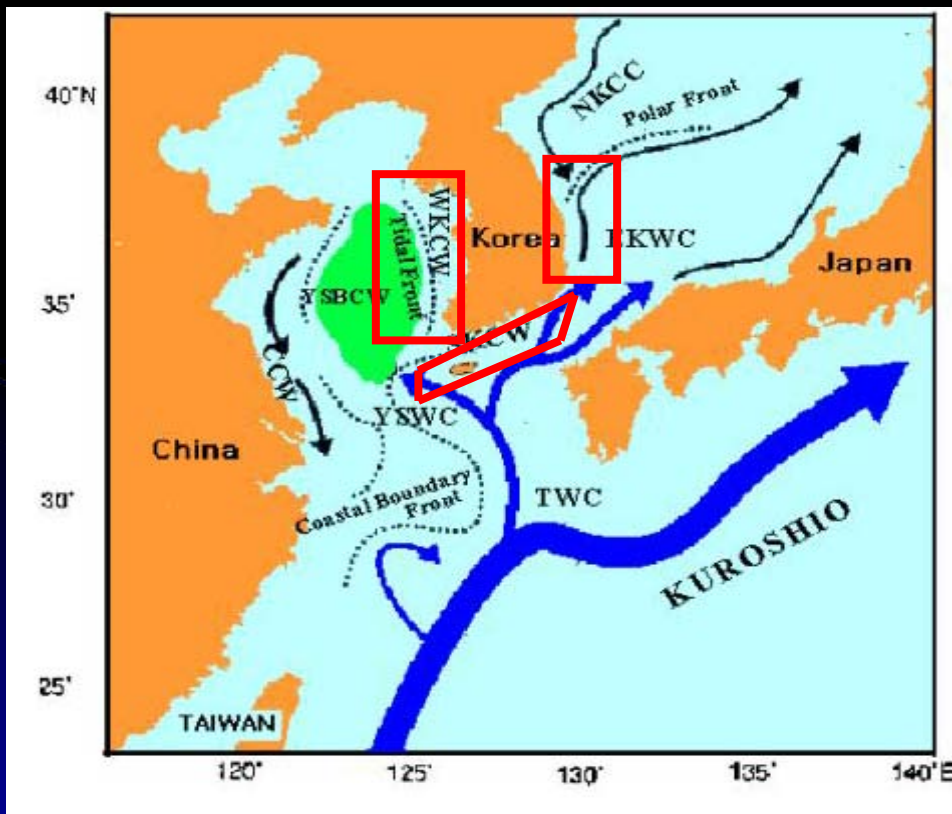 40°N
35°
30°
25°
120°
125°
130°
135°
140°E
NKCC
Polar Front
WKCW
Tidal Front
Korea
EKWC
Japan
YSBCW
CCW
YSWC
China
Coastal Boundary
Front
TWC
KUROSHIO
TAIWAN